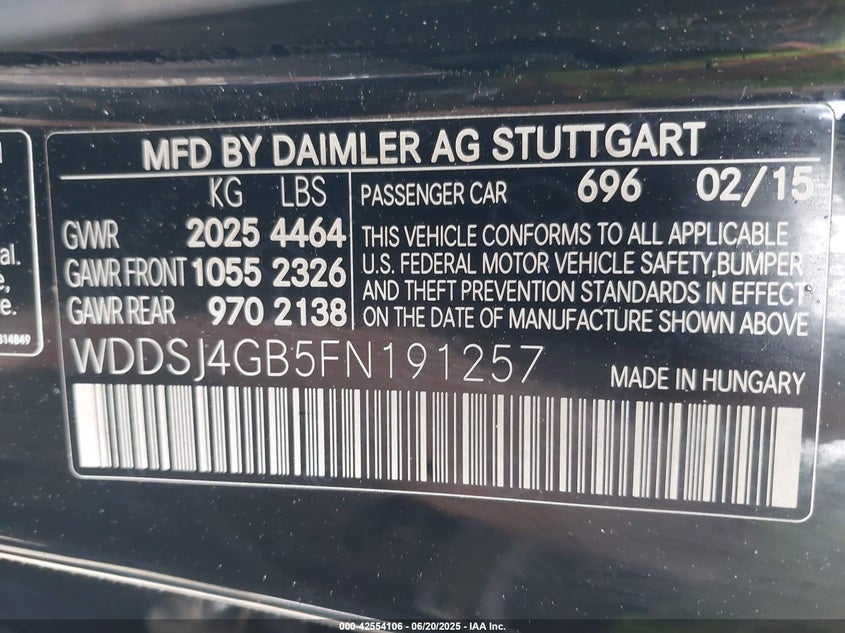 MFD BY DAIMLER AG STUTTGART
KG LBS
GVWR 2025 4464
GAWR FRONT 1055 2326
GAWR REAR 970 2138
PASSENGER CAR 696 02/15
THIS VEHICLE CONFORMS TO ALL APPLICABLE
U.S. FEDERAL MOTOR VEHICLE SAFETY,BUMPER
AND THEFT PREVENTION STANDARDS IN EFFECT
ON THE DATE OF MANUFACTURE SHOWN ABOVE
WDDSJ4GB5FN191257
MADE IN HUNGARY
000-42554106 - 06/20/2025 - IAA Inc.